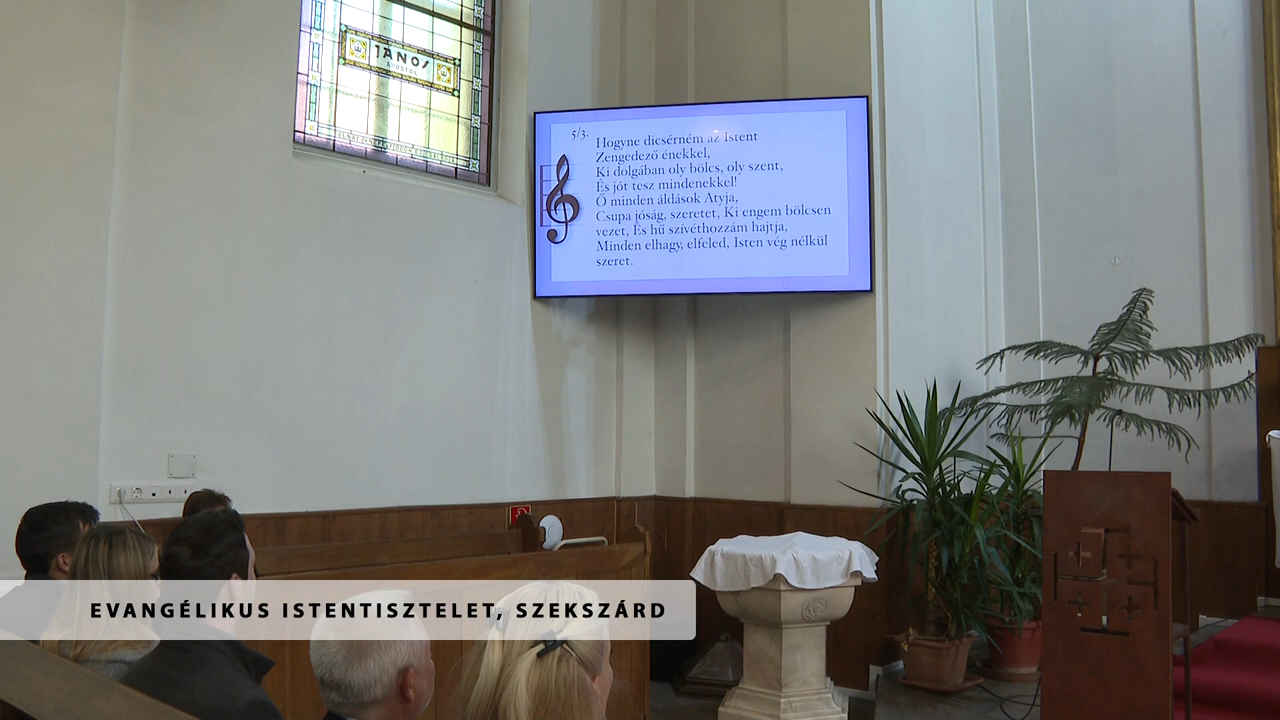 JÁNOS
APOSTOL
5/3.
Hogyne dicsérném az Istent
Zengedező énekkel,
Ki dolgában oly bölcs, oly szent,
És jót tesz mindenekkel!
Ő minden áldások Atyja,
Csupa jóság, szeretet, Ki engem bölcsen
vezet, És hű szívéthozzám hajtja,
Minden elhagy, elfeled, Isten vég nélkül
szeret.
EVANGÉLIKUS ISTENTISZTELET, SZEKSZÁRD